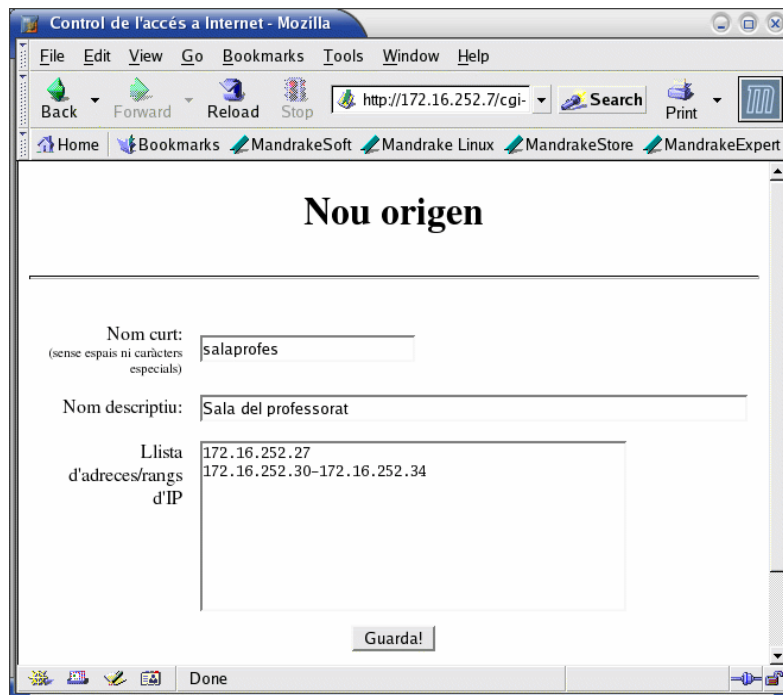 Control de l'accés a Internet - Mozilla
File Edit View Go Bookmarks Tools Window Help
Back Forward Reload Stop http://172.16.252.7/cgi- Search Print
Home Bookmarks MandrakeSoft Mandrake Linux MandrakeStore MandrakeExpert
Nou origen
Nom curt:
(sense espais ni caràcters
especials)
salaprofes
Nom descriptiu: Sala del professorat
Llista
d'adreces/rangs
d'IP
172.16.252.27
172.16.252.30-172.16.252.34
Guarda!
Done